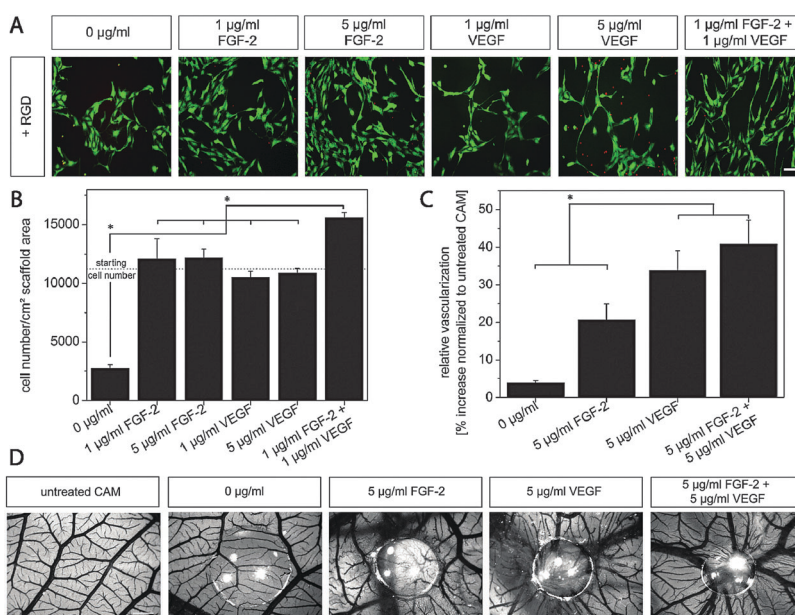 A
0 µg/ml
1 µg/ml
FGF-2
5 µg/ml
FGF-2
1 µg/ml
VEGF
5 µg/ml
VEGF
1 µg/ml FGF-2 +
1 µg/ml VEGF
+ RGD
B
cell number/cm² scaffold area
15000
10000
5000
0
*
*
starting
cell number
0 µg/ml
1 µg/ml FGF-2
5 µg/ml FGF-2
1 µg/ml VEGF
5 µg/ml VEGF
1 µg/ml FGF-2 +
1 µg/ml VEGF
C
relative vascularization
[% increase normalized to untreated CAM]
50
45
40
35
30
25
20
15
10
5
0
*
0 µg/ml
5 µg/ml FGF-2
5 µg/ml VEGF
5 µg/ml FGF-2 +
5 µg/ml VEGF
D
untreated CAM
0 µg/ml
5 µg/ml FGF-2
5 µg/ml VEGF
5 µg/ml FGF-2 +
5 µg/ml VEGF